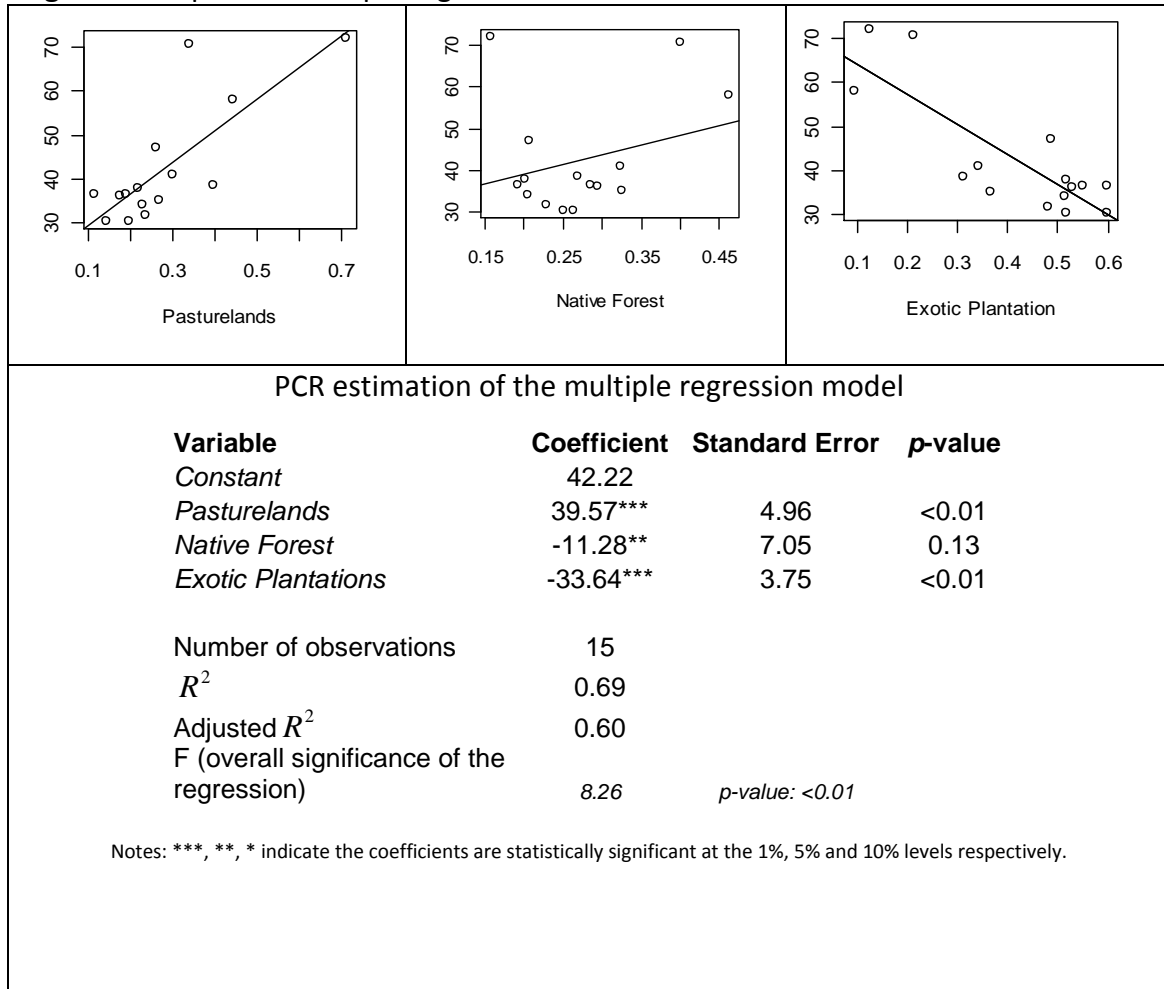 70
60
50
40
30
0.1 0.3 0.5 0.7
Pasturelands
70
60
50
40
30
0.15 0.25 0.35 0.45
Native Forest
70
60
50
40
30
0.1 0.2 0.3 0.4 0.5 0.6
Exotic Plantation
PCR estimation of the multiple regression model
Variable Coefficient Standard Error p-value
Constant 42.22
Pasturelands 39.57*** 4.96 <0.01
Native Forest -11.28** 7.05 0.13
Exotic Plantations -33.64*** 3.75 <0.01
Number of observations 15
R² 0.69
Adjusted R² 0.60
F (overall significance of the
regression) 8.26 p-value: <0.01
Notes: ***, **, * indicate the coefficients are statistically significant at the 1%, 5% and 10% levels respectively.